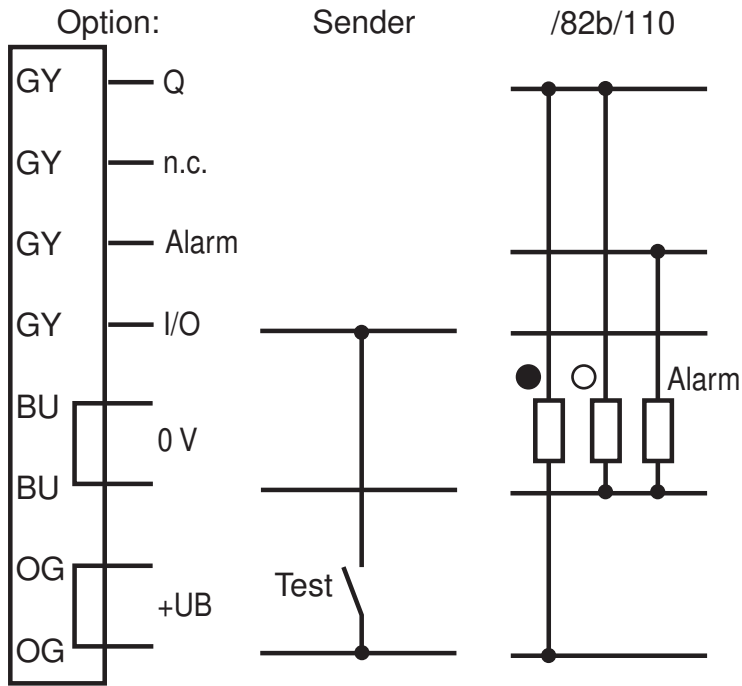 Option: Sender /82b/110
GY Q
GY n.c.
GY Alarm
GY I/O
Alarm
BU
0 V
BU
OG
Test
+UB
OG